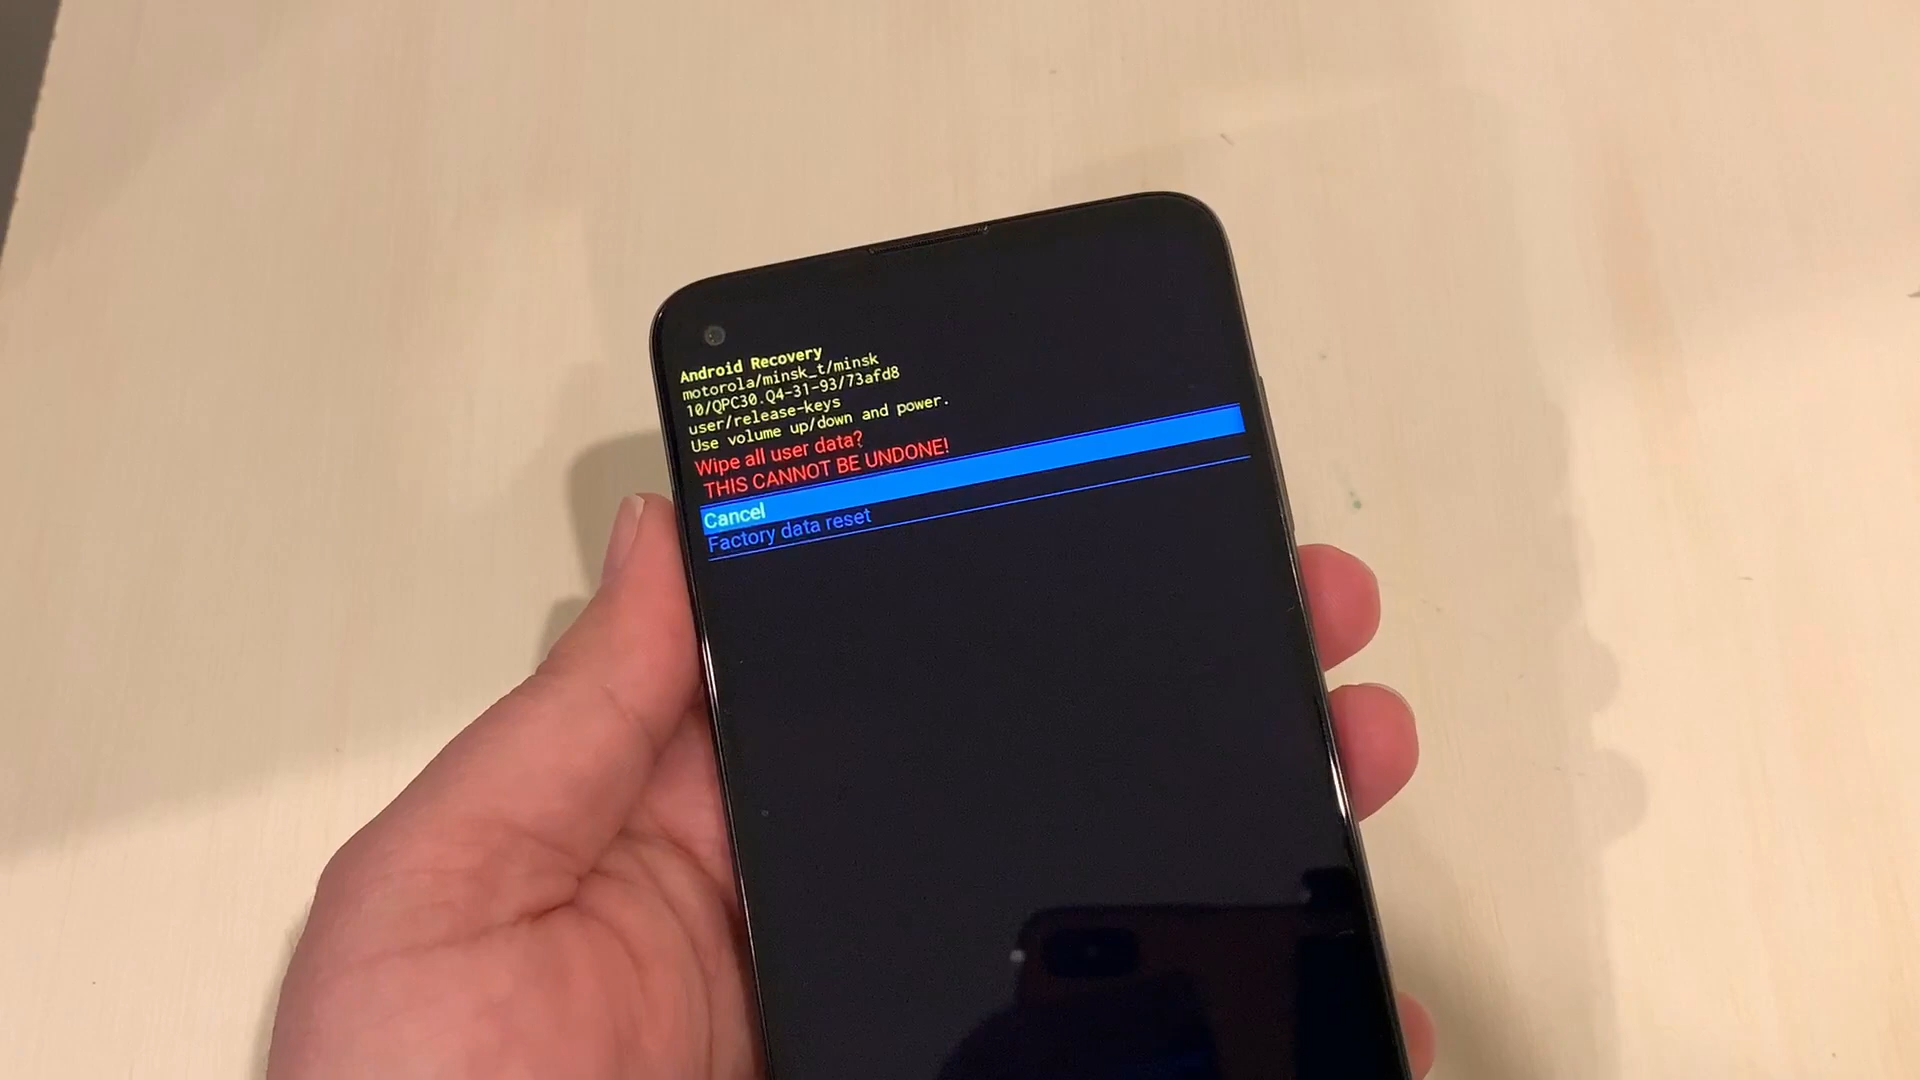 Android Recovery
motorola/minsk_t/minsk
10/QPC30.Q4-31-93/73afd8
user/release-keys
Use volume up/down and power.
Wipe all user data?
THIS CANNOT BE UNDONE!
Cancel
Factory data reset